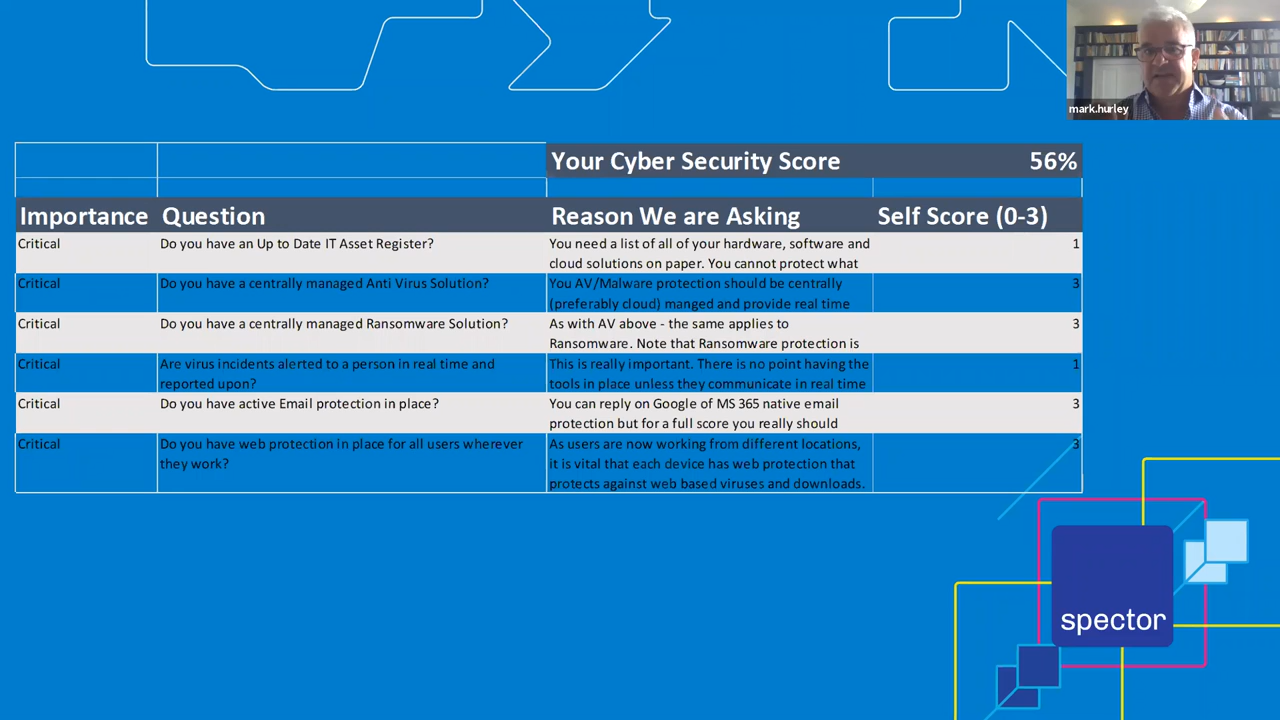 mark.hurley
Your Cyber Security Score 56%
Importance Question Reason We are Asking Self Score (0-3)
Critical Do you have an Up to Date IT Asset Register? You need a list of all of your hardware, software and 1
cloud solutions on paper. You cannot protect what
Critical Do you have a centrally managed Anti Virus Solution? You AV/Malware protection should be centrally 3
(preferably cloud) manged and provide real time
Critical Do you have a centrally managed Ransomware Solution? As with AV above - the same applies to 3
Ransomware. Note that Ransomware protection is
Critical Are virus incidents alerted to a person in real time and This is really important. There is no point having the 1
reported upon? tools in place unless they communicate in real time
Critical Do you have active Email protection in place? You can reply on Google of MS 365 native email 3
protection but for a full score you really should
Critical Do you have web protection in place for all users wherever As users are now working from different locations, 3
they work? it is vital that each device has web protection that
protects against web based viruses and downloads.
spector